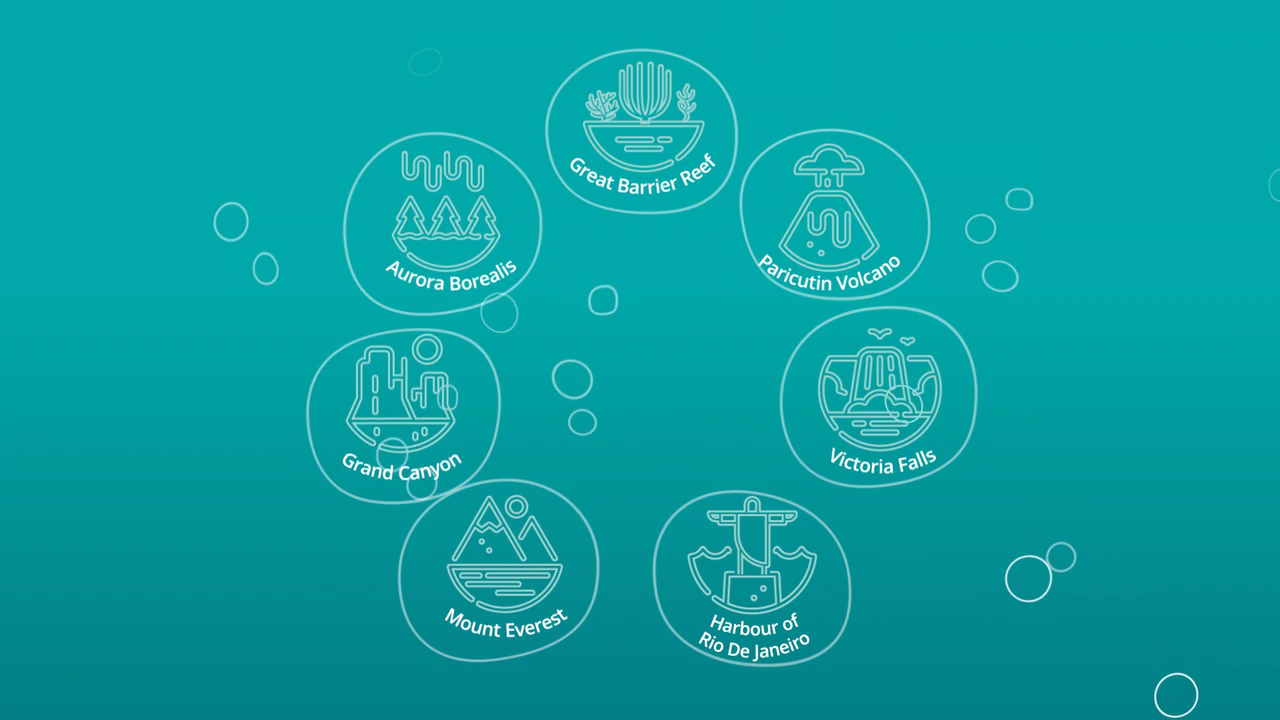 Great Barrier Reef
Aurora Borealis
Paricutin Volcano
Grand Canyon
Victoria Falls
Mount Everest
Harbour of
Rio De Janeiro